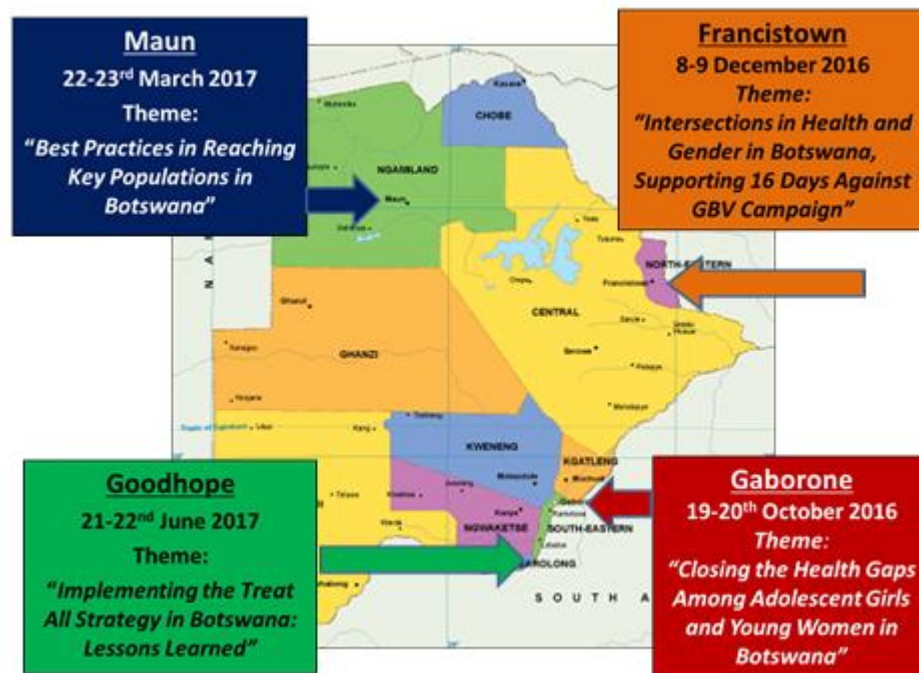 Maun
22-23rd March 2017
Theme:
“Best Practices in Reaching
Key Populations in
Botswana”
Francistown
8-9 December 2016
Theme:
“Intersections in Health and
Gender in Botswana,
Supporting 16 Days Against
GBV Campaign”
CHOBE
NGAMILAND
Maun
NORTH-EASTERN
Francistown
CENTRAL
Ghanzi
GHANZI
KWENENG
KGATLENG
Kanye
NGWAKETSE
SOUTH-EASTERN
SOUTH A
Goodhope
21-22nd June 2017
Theme:
“Implementing the Treat
All Strategy in Botswana:
Lessons Learned”
Gaborone
19-20th October 2016
Theme:
“Closing the Health Gaps
Among Adolescent Girls
and Young Women in
Botswana”